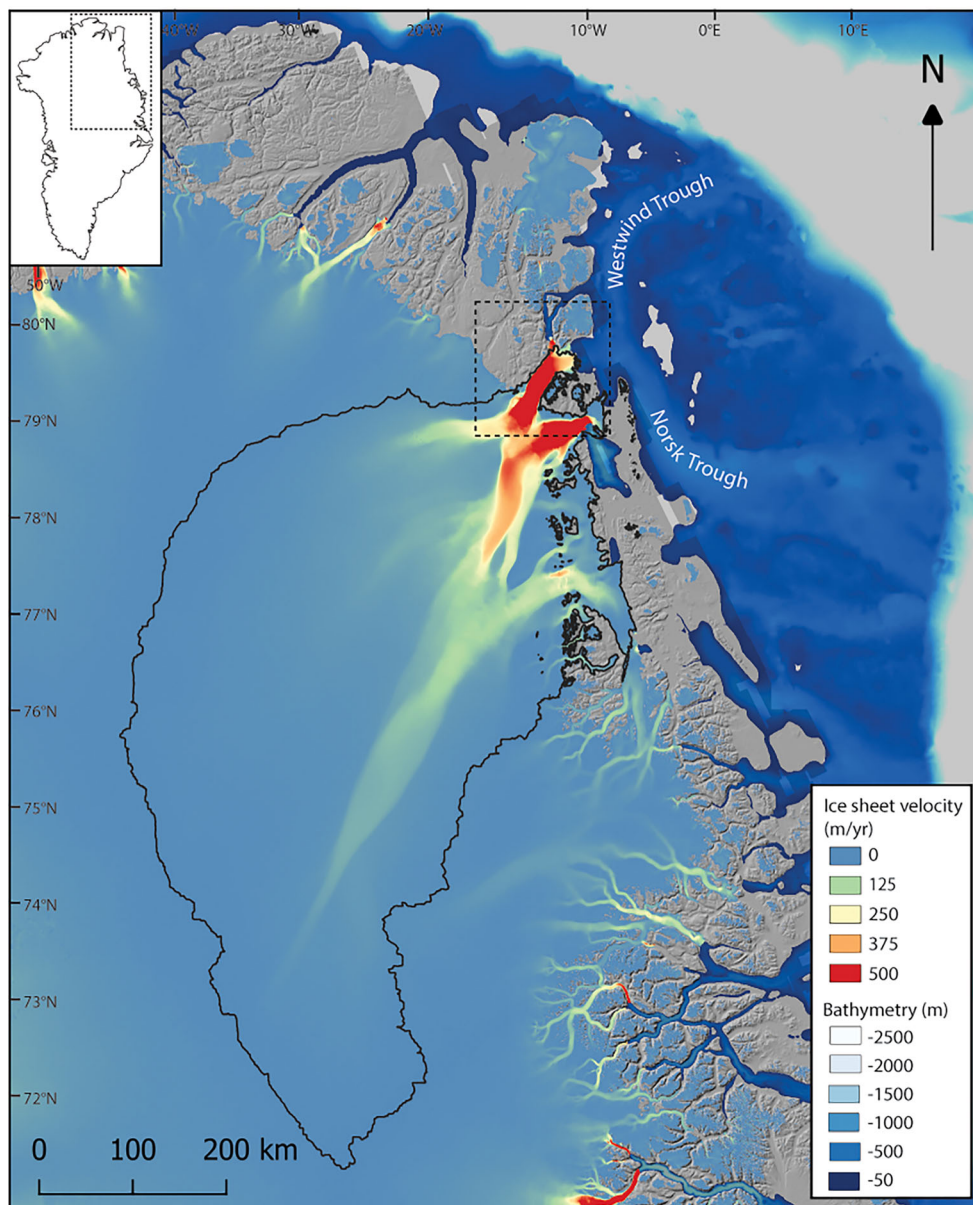 30°W
20°W
10°W
0°E
10°E
N
Westwind Trough
50°W
80°N
79°N
Norsk Trough
78°N
77°N
76°N
75°N
74°N
73°N
72°N
Ice sheet velocity
(m/yr)
0
125
250
375
500
Bathymetry (m)
-2500
-2000
-1500
-1000
-500
-50
0 100 200 km